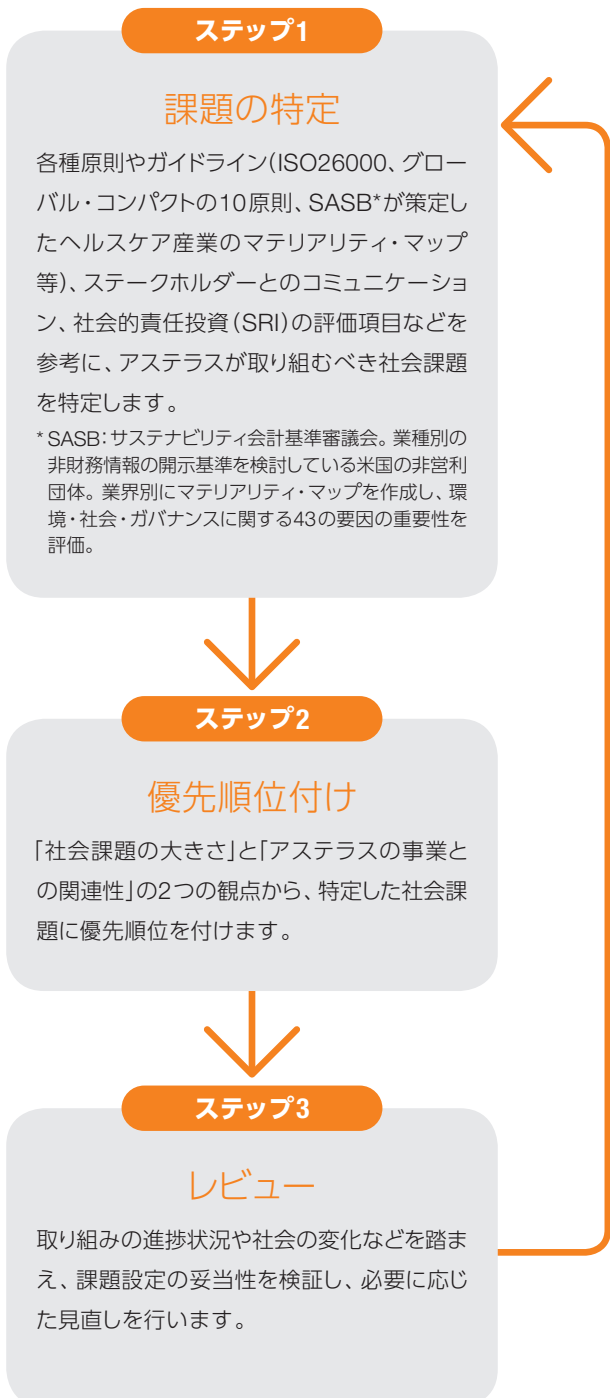 ステップ1
課題の特定
各種原則やガイドライン(ISO26000、グロー
バル・コンパクトの10原則、SASB*が策定し
たヘルスケア産業のマテリアリティ・マップ
等)、ステークホルダーとのコミュニケーショ
ン、社会的責任投資(SRI)の評価項目などを
参考に、アステラスが取り組むべき社会課題
を特定します。
* SASB:サステナビリティ会計基準審議会。業種別の
非財務情報の開示基準を検討している米国の非営利
団体。業界別にマテリアリティ・マップを作成し、環
境・社会・ガバナンスに関する43の要因の重要性を
評価。
ステップ2
優先順位付け
「社会課題の大きさ」と「アステラスの事業と
の関連性」の2つの観点から、特定した社会課
題に優先順位を付けます。
ステップ3
レビュー
取り組みの進捗状況や社会の変化などを踏ま
え、課題設定の妥当性を検証し、必要に応じ
た見直しを行います。